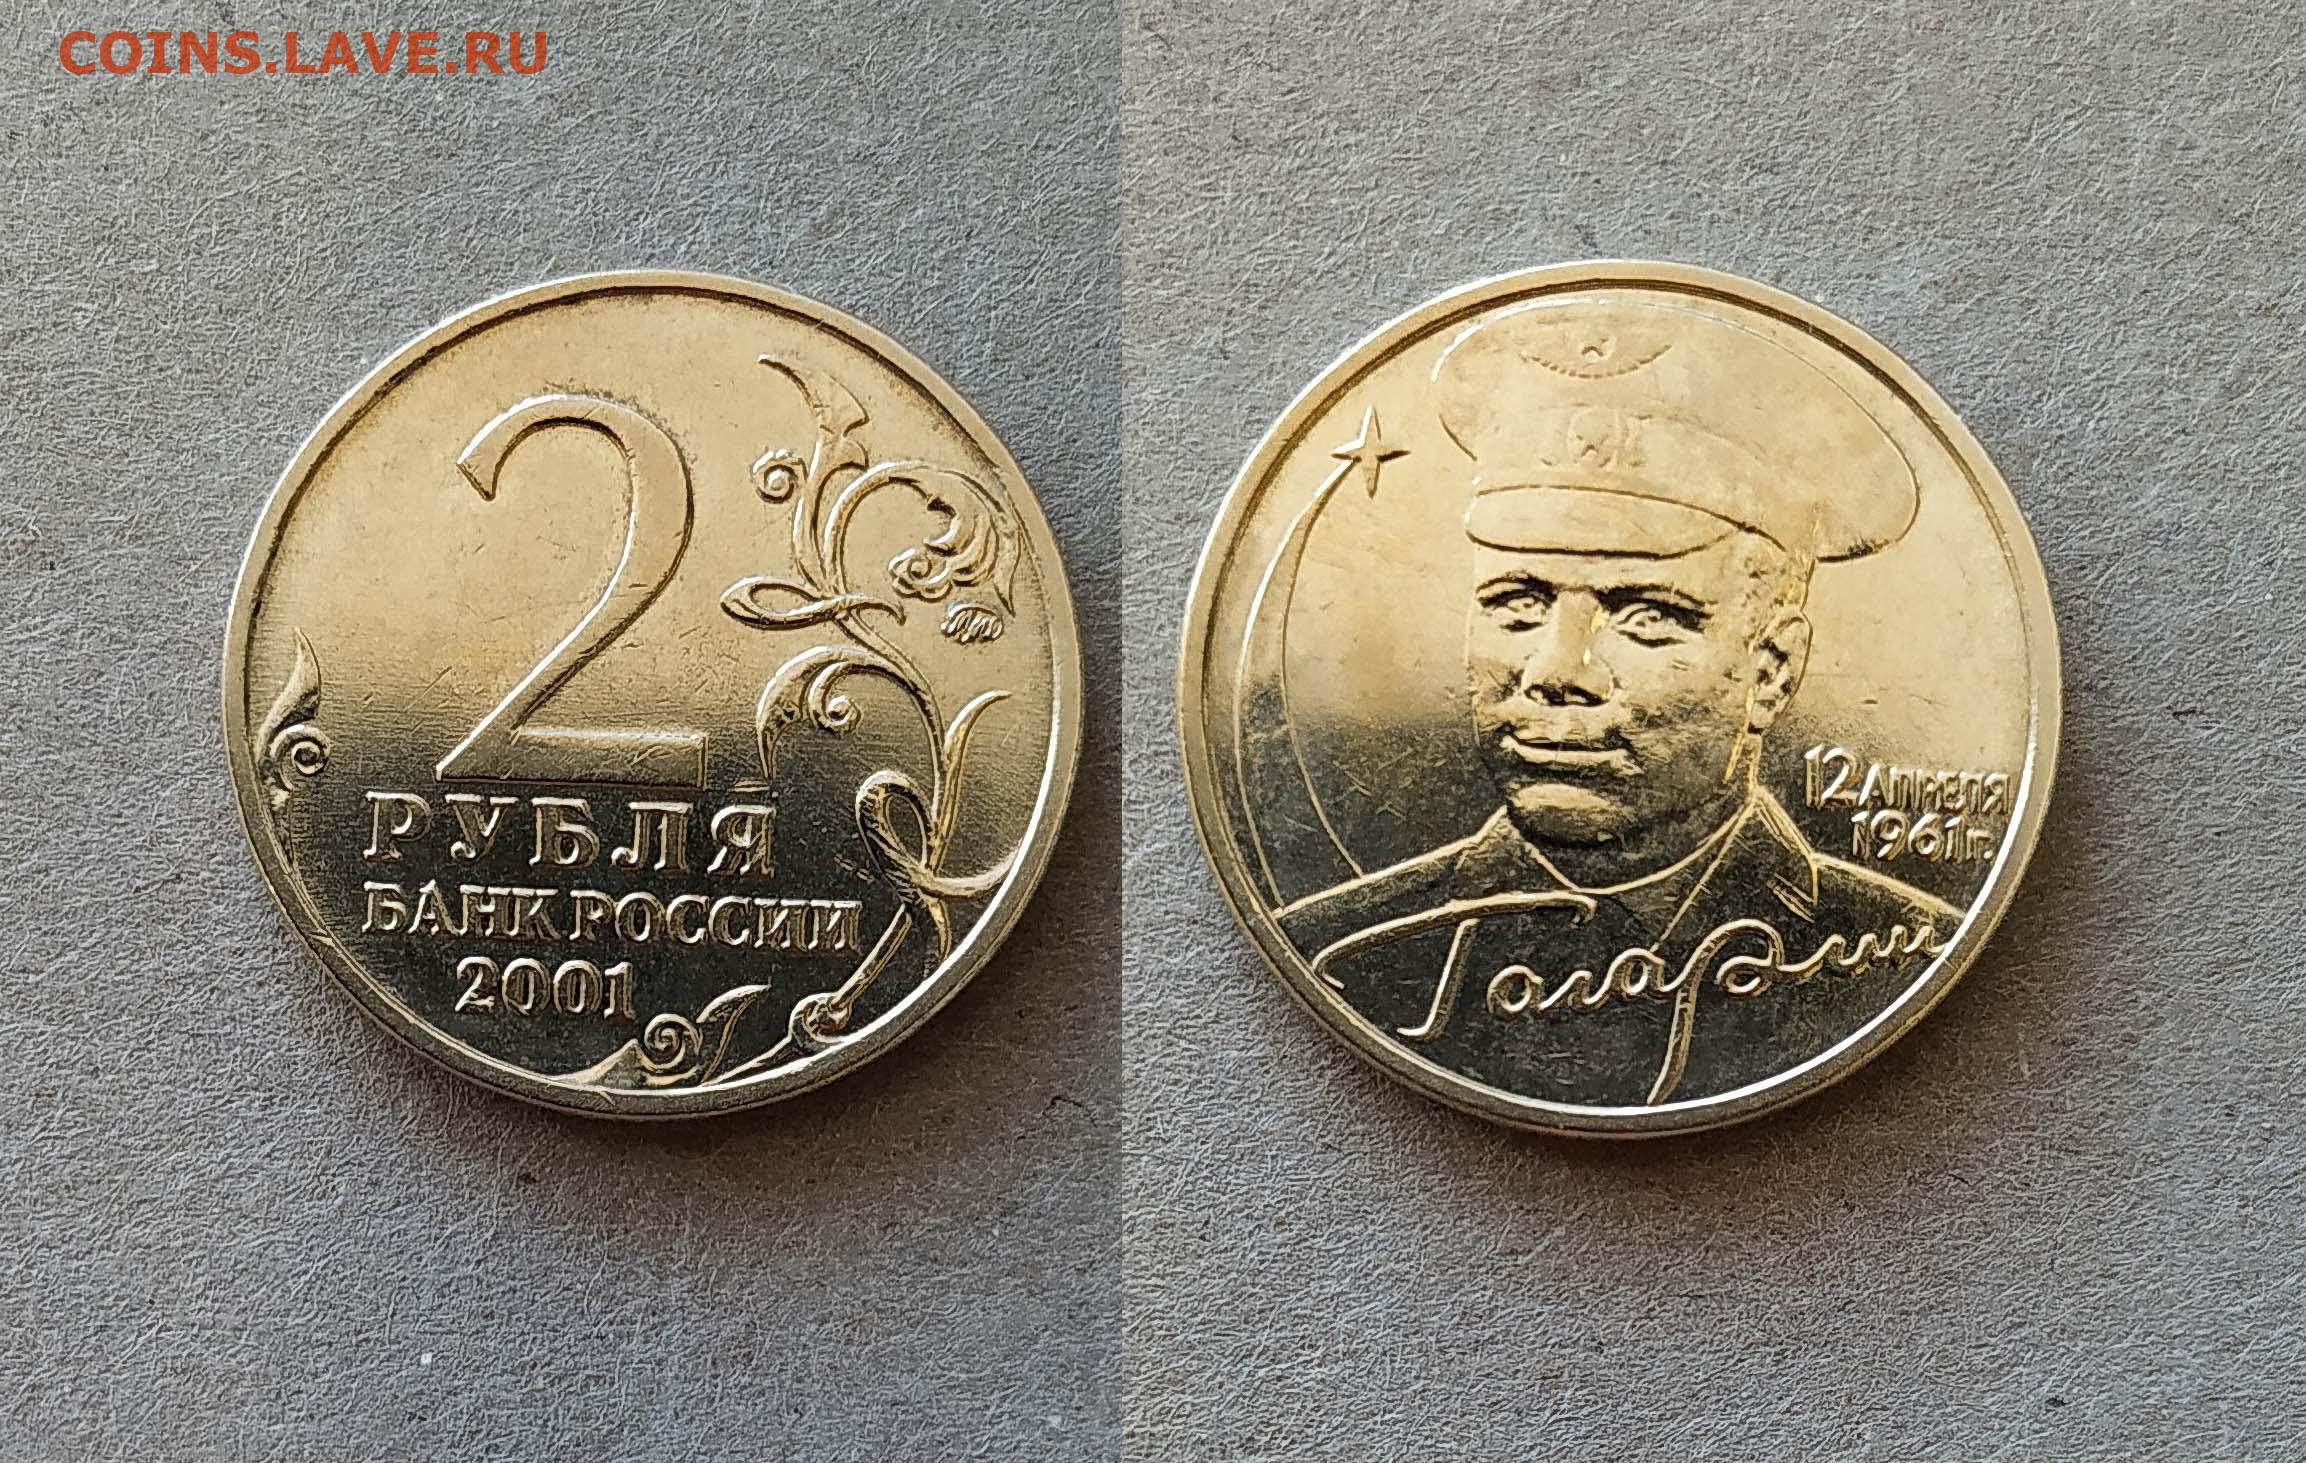 COINS.LAVE.RU
2
РУБЛЯ
БАНК РОССИИ
2001
12 АПРЕЛЯ
1961 г.
Гагарин